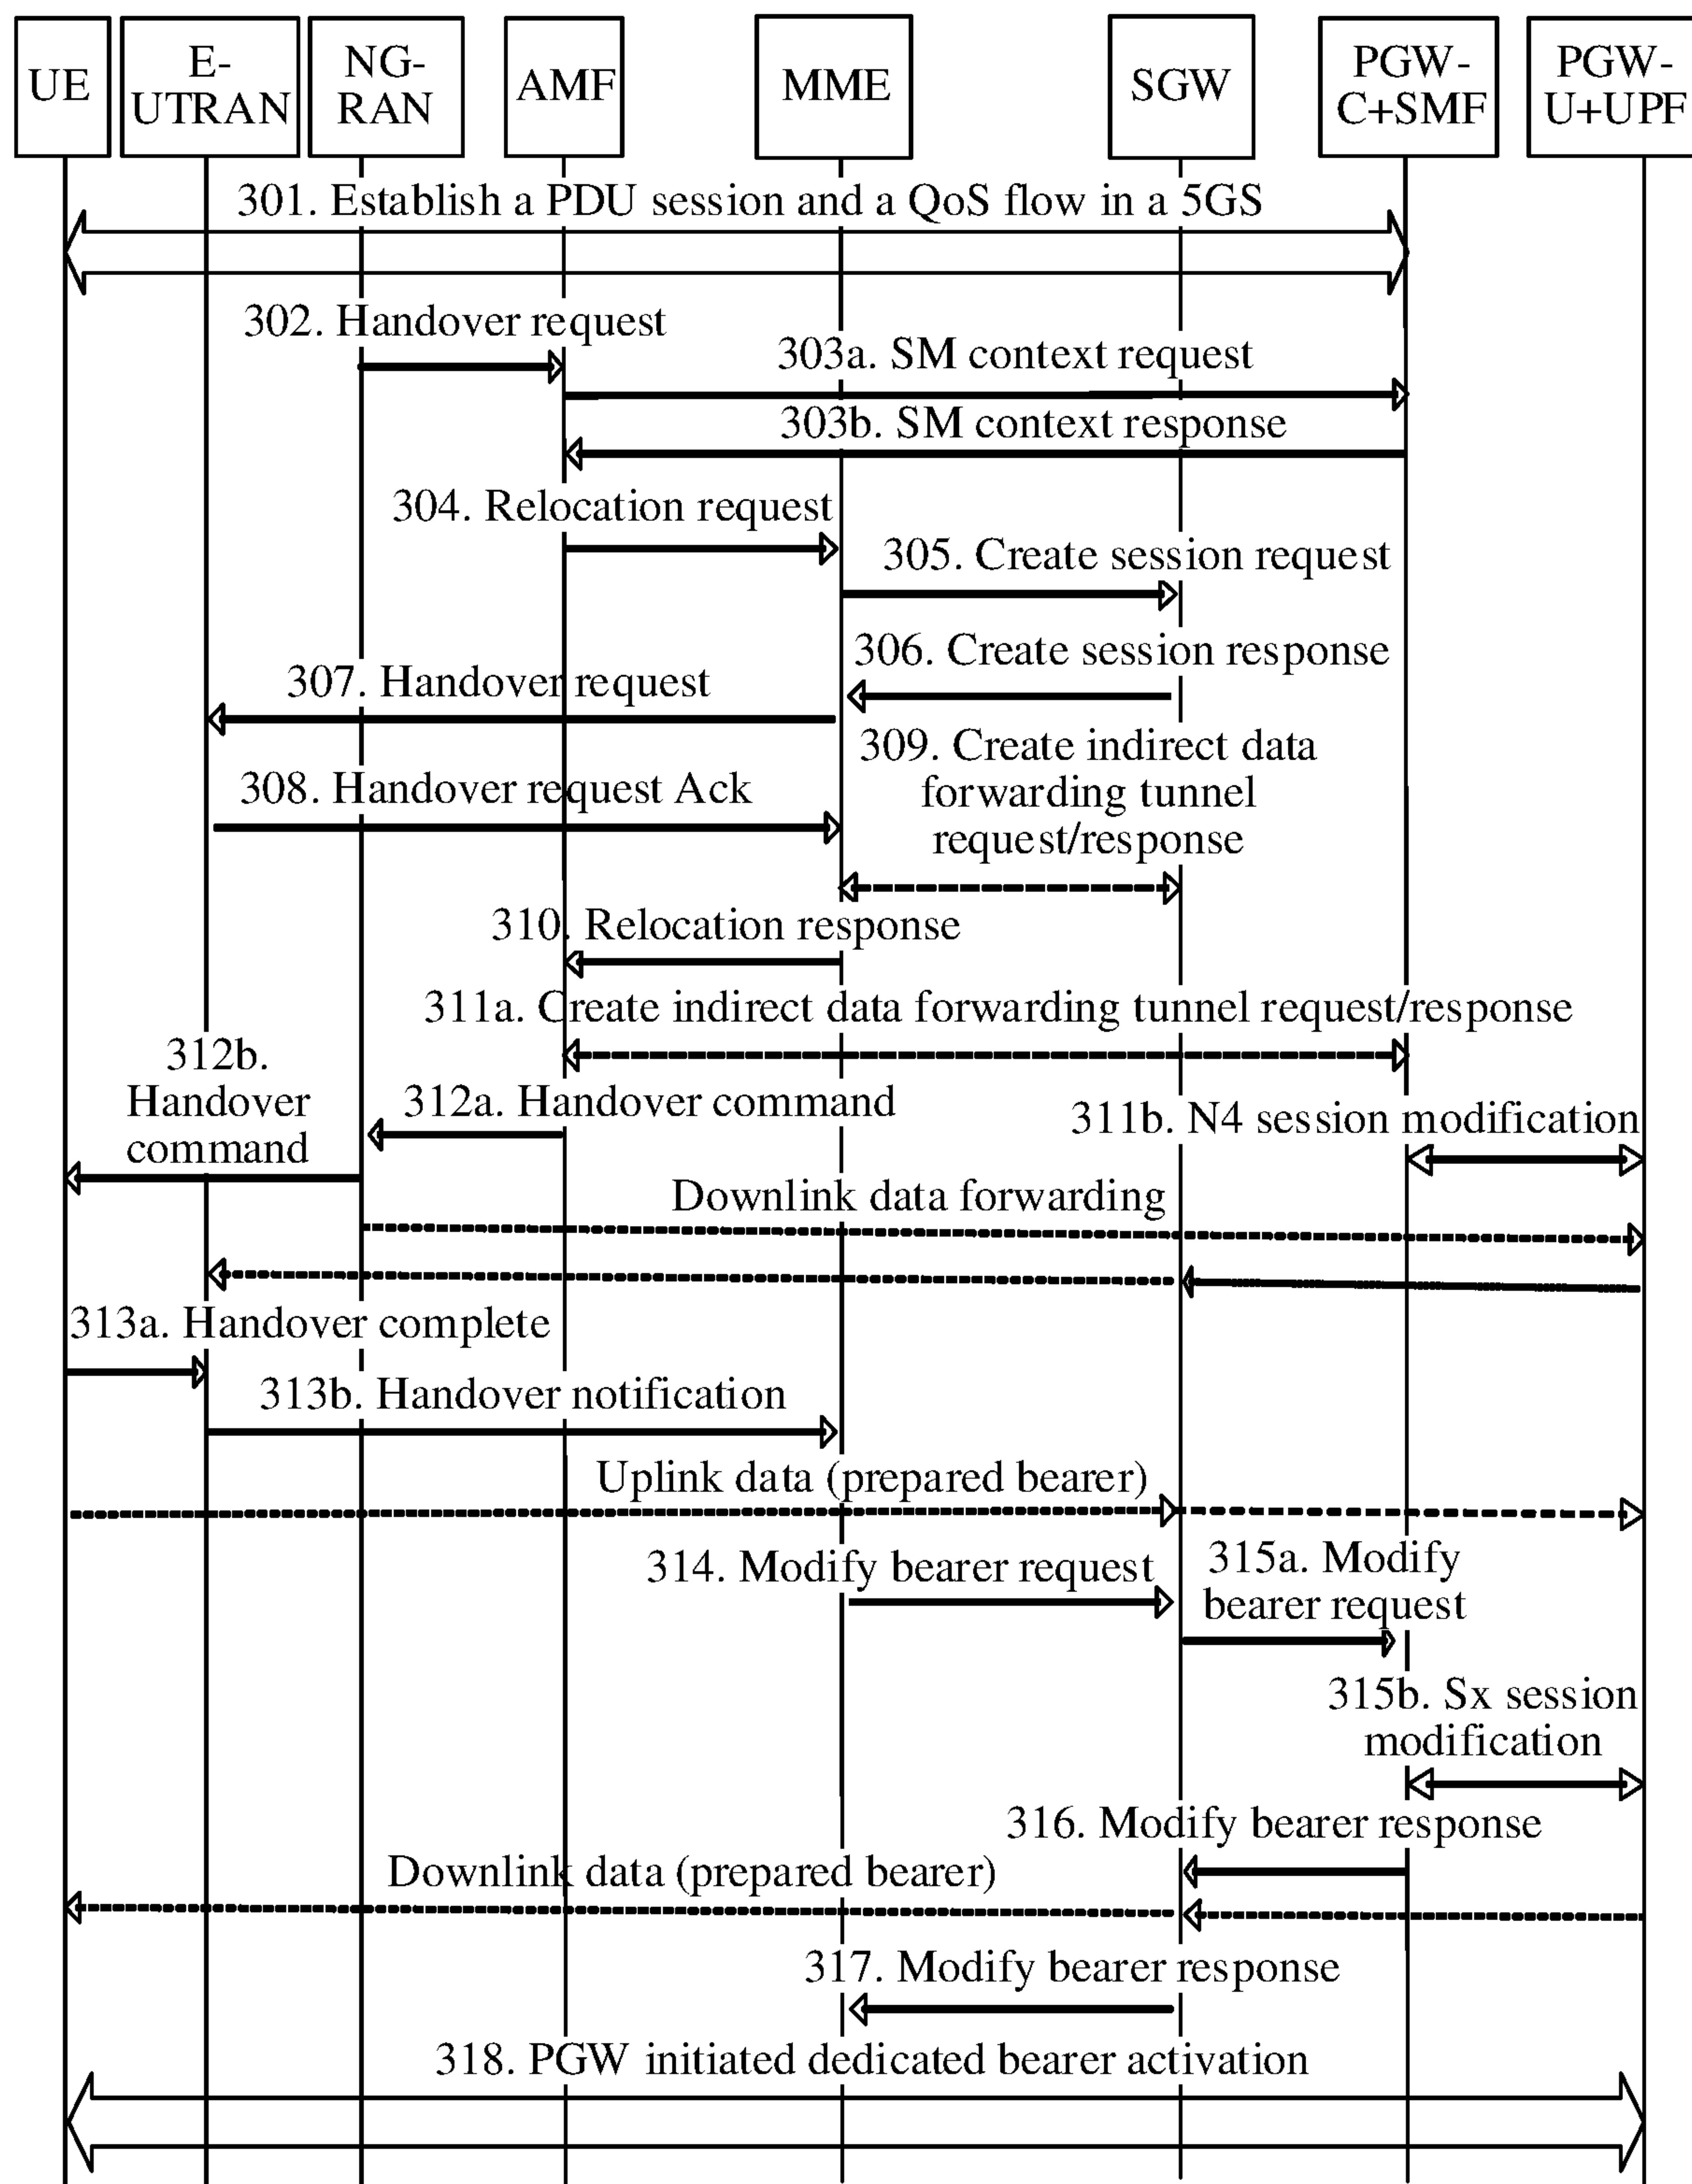 UE
E-
UTRAN
NG-
RAN
AMF
MME
SGW
PGW-
C+SMF
PGW-
U+UPF
301. Establish a PDU session and a QoS flow in a 5GS
302. Handover request
303a. SM context request
303b. SM context response
304. Relocation request
305. Create session request
306. Create session response
307. Handover request
309. Create indirect data
forwarding tunnel
request/response
308. Handover request Ack
310. Relocation response
311a. Create indirect data forwarding tunnel request/response
312b.
Handover
command
312a. Handover command
311b. N4 session modification
Downlink data forwarding
313a. Handover complete
313b. Handover notification
Uplink data (prepared bearer)
314. Modify bearer request
315a. Modify
bearer request
315b. Sx session
modification
316. Modify bearer response
Downlink data (prepared bearer)
317. Modify bearer response
318. PGW initiated dedicated bearer activation